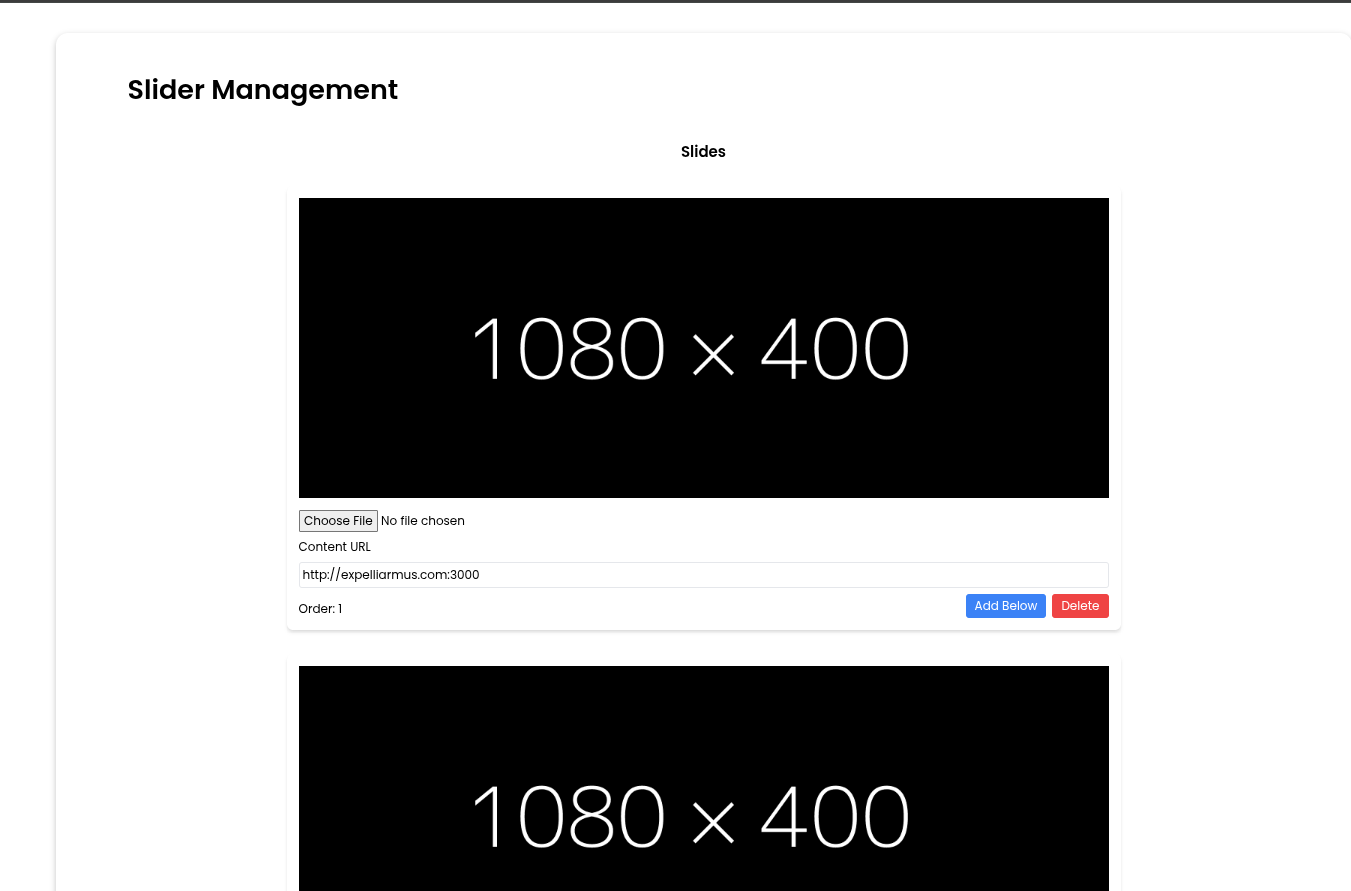 Slider Management
Slides
1080 × 400
Choose File No file chosen
Content URL
http://expelliarmus.com:3000
Order: 1 Add Below Delete
1080 × 400